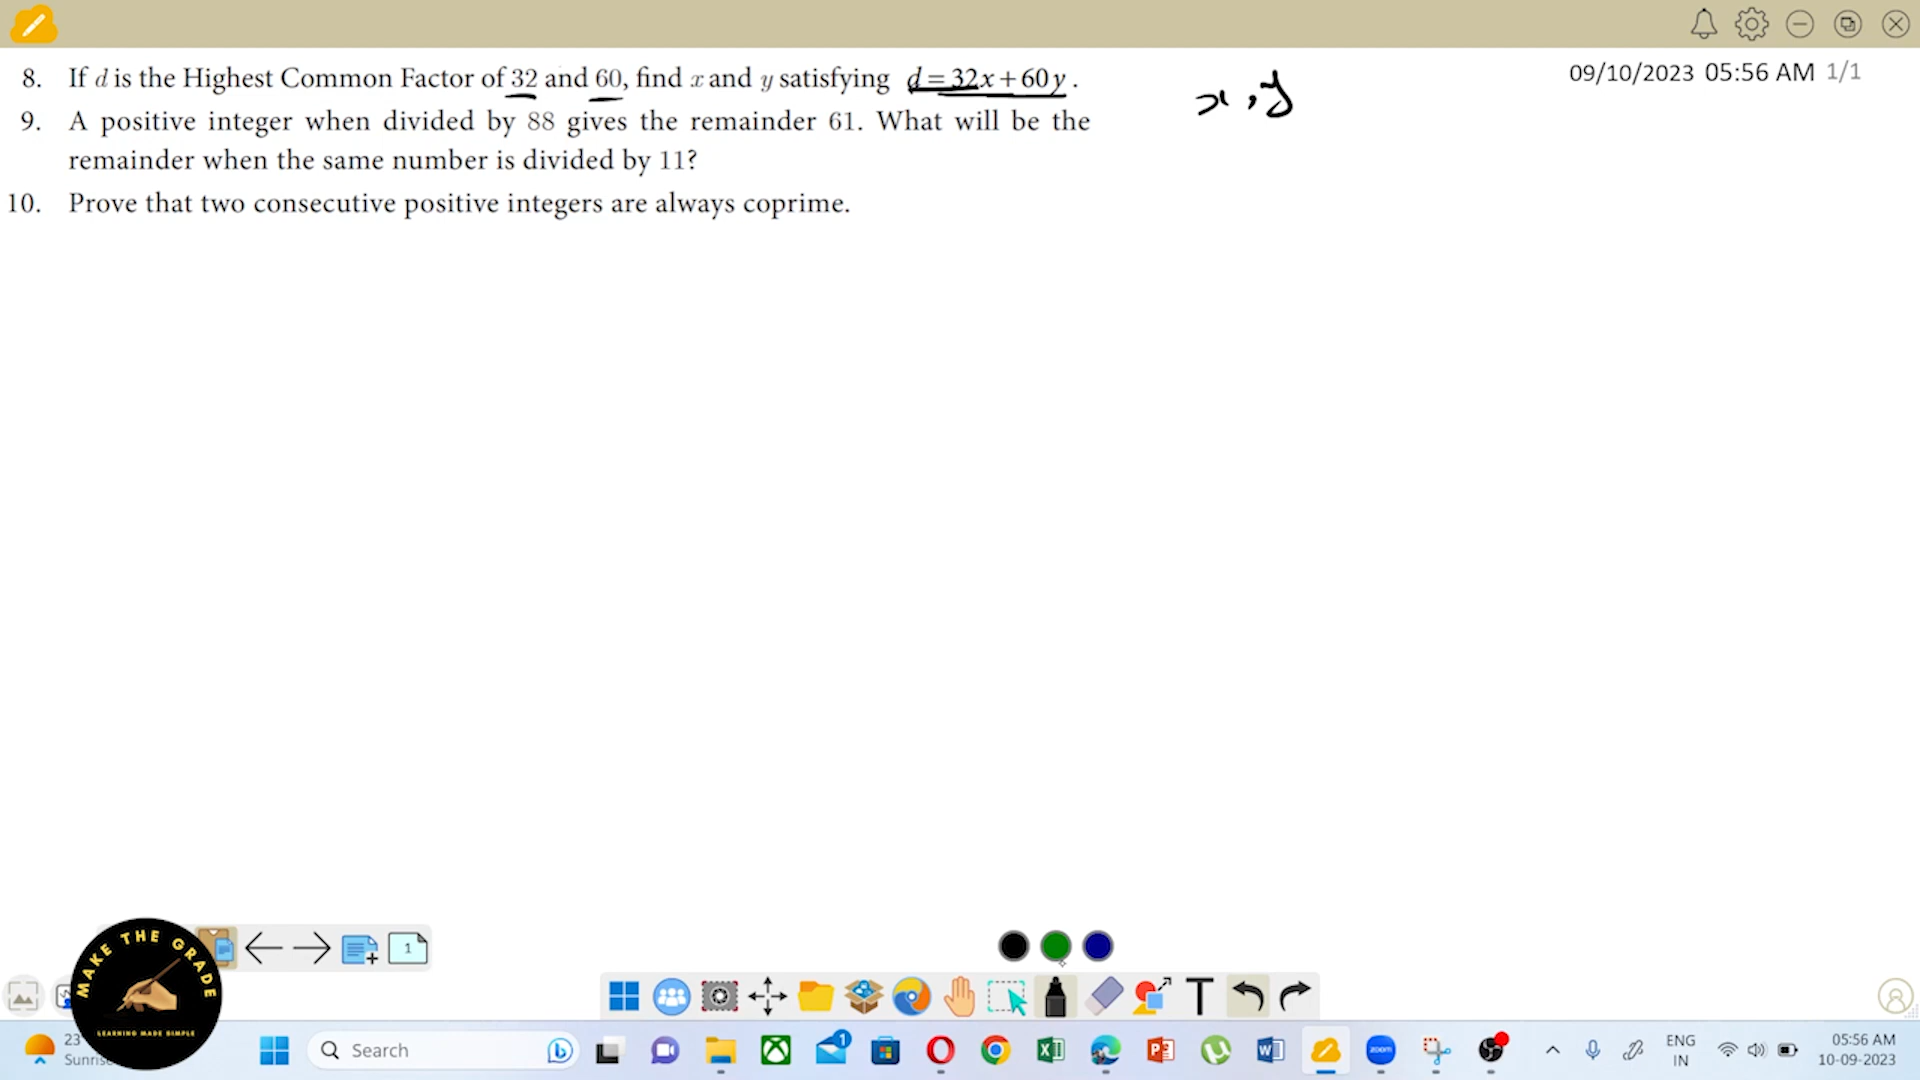 8. If d is the Highest Common Factor of 32 and 60, find x and y satisfying d = 32x + 60y.
x, y
09/10/2023 05:56 AM 1/1
9. A positive integer when divided by 88 gives the remainder 61. What will be the
remainder when the same number is divided by 11?
10. Prove that two consecutive positive integers are always coprime.
1
MAKE THE GRADE
LEARNING MADE SIMPLE
T
23
Search
1
zoom
ENG
IN
05:56 AM
10-09-2023